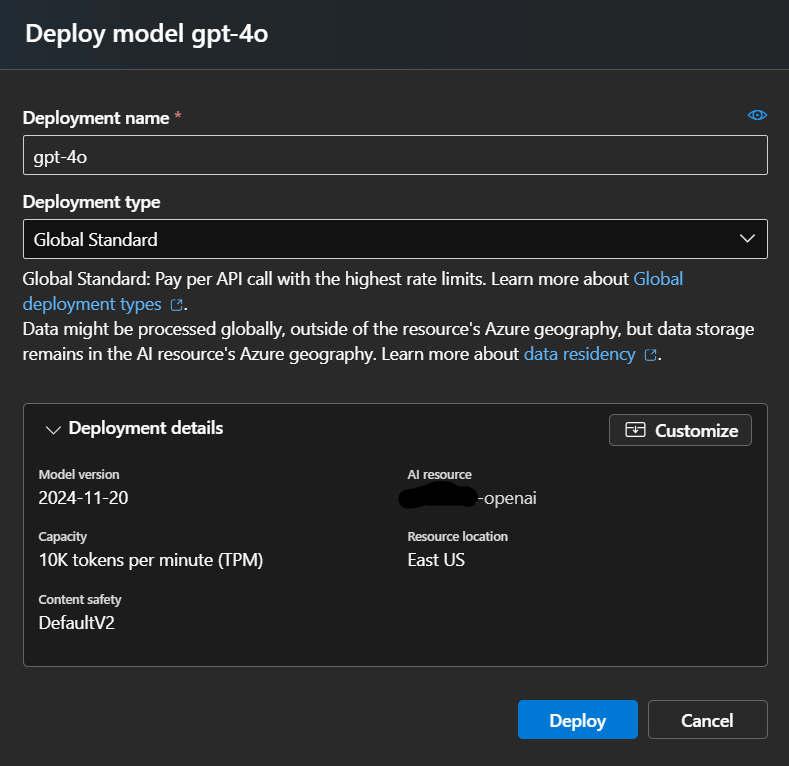 Deploy model gpt-4o
Deployment name *
gpt-4o
Deployment type
Global Standard
Global Standard: Pay per API call with the highest rate limits. Learn more about Global
deployment types.
Data might be processed globally, outside of the resource's Azure geography, but data storage
remains in the AI resource's Azure geography. Learn more about data residency.
Deployment details
Customize
Model version
2024-11-20
AI resource
-openai
Capacity
10K tokens per minute (TPM)
Resource location
East US
Content safety
DefaultV2
Deploy
Cancel